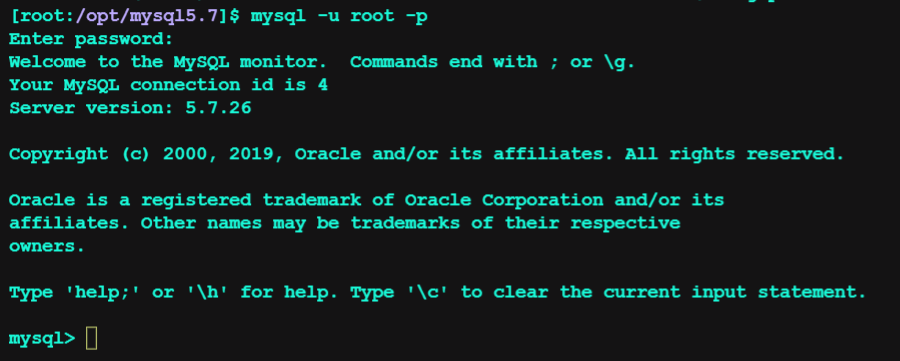 [root:/opt/mysql5.7]$ mysql -u root -p
Enter password:
Welcome to the MySQL monitor.  Commands end with ; or \g.
Your MySQL connection id is 4
Server version: 5.7.26
Copyright (c) 2000, 2019, Oracle and/or its affiliates. All rights reserved.
Oracle is a registered trademark of Oracle Corporation and/or its
affiliates. Other names may be trademarks of their respective
owners.
Type 'help;' or '\h' for help. Type '\c' to clear the current input statement.
mysql>